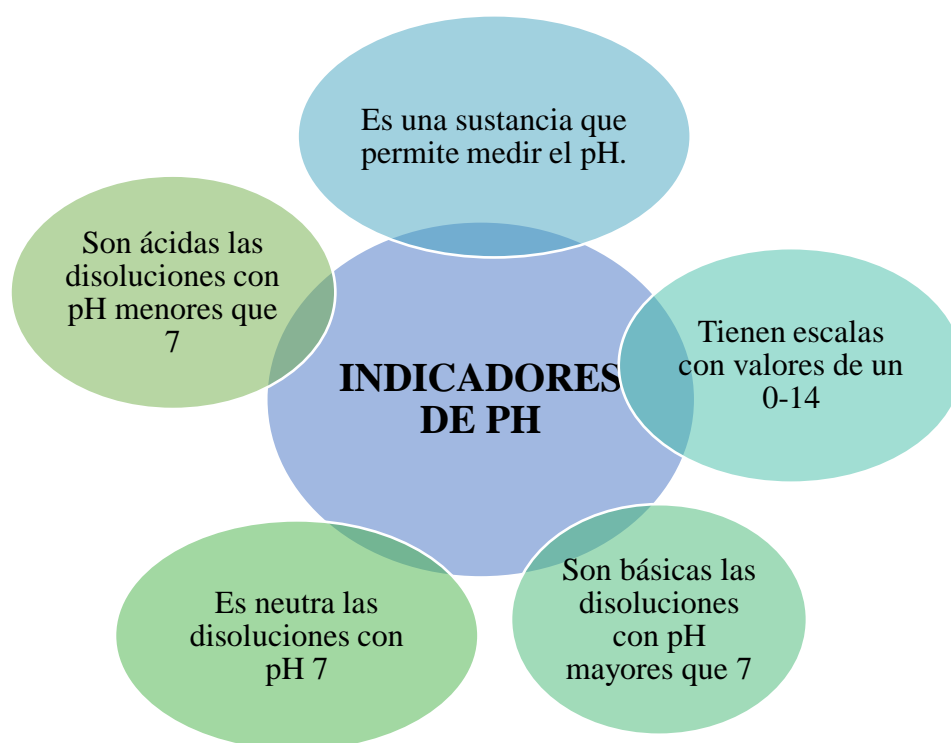 Es una sustancia que
permite medir el pH.
Son ácidas las
disoluciones con
pH menores que
7
INDICADORES
DE PH
Tienen escalas
con valores de un
0-14
Es neutra las
disoluciones con
pH 7
Son básicas las
disoluciones
con pH
mayores que 7